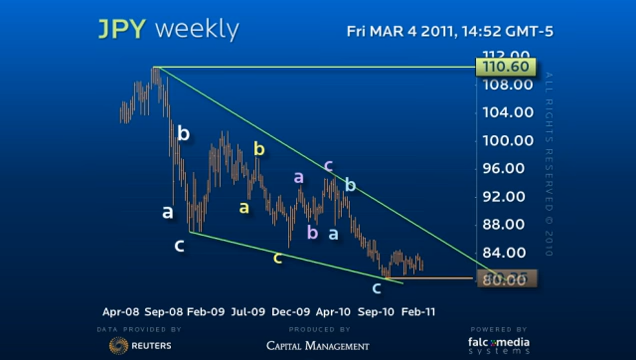 JPY weekly
Fri MAR 4 2011, 14:52 GMT-5
112.00
110.60
108.00
104.00
100.00
96.00
92.00
88.00
84.00
80.00
b
a
c
b
a
c
a
b
c
b
a
c
ALL RIGHTS RESERVED © 2010
Apr-08 Sep-08 Feb-09 Jul-09 Dec-09 Apr-10 Sep-10 Feb-11
DATA PROVIDED BY
REUTERS
PRODUCED BY
CAPITAL MANAGEMENT
POWERED BY
falc media
systems